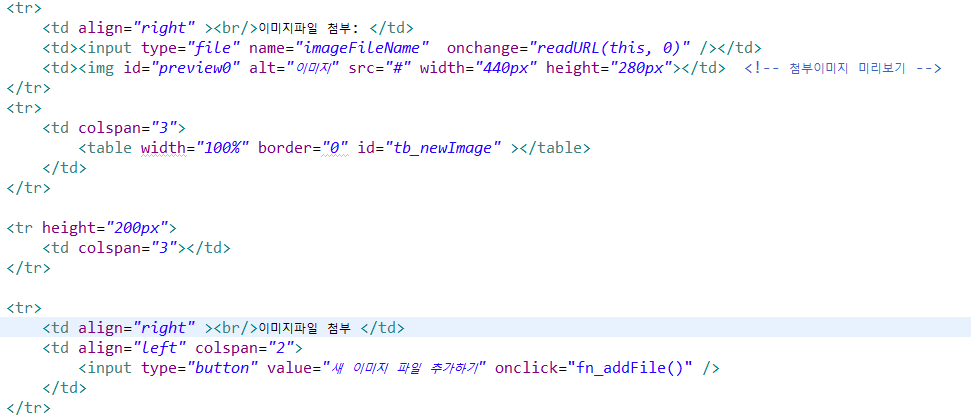 <tr>
    <td align="right" ><br/>이미지파일 첨부: </td>
    <td><input type="file" name="imageFileName"  onchange="readURL(this, 0)" /></td>
    <td><img id="preview0" alt="이미지" src="#" width="440px" height="280px"></td>  <!-- 첨부이미지 미리보기 -->
</tr>
<tr>
    <td colspan="3">
        <table width="100%" border="0" id="tb_newImage" ></table>
    </td>
</tr>

<tr height="200px">
    <td colspan="3"></td>
</tr>

<tr>
    <td align="right" ><br/>이미지파일 첨부 </td>
    <td align="left" colspan="2">
        <input type="button" value="새 이미지 파일 추가하기" onclick="fn_addFile()" />
    </td>
</tr>